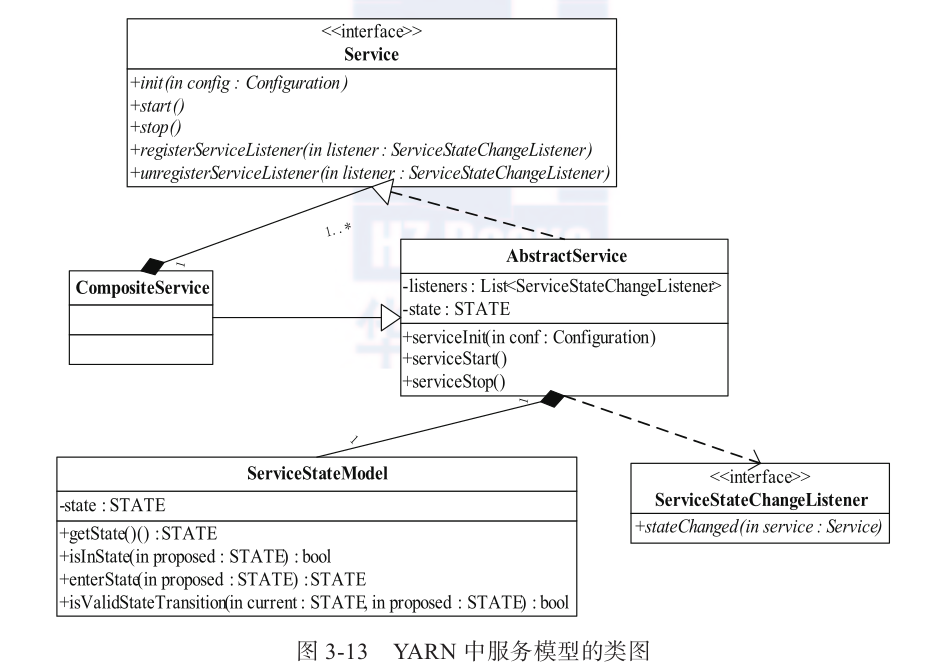 <<interface>>
Service
+init(in config : Configuration)
+start()
+stop()
+registerServiceListener(in listener : ServiceStateChangeListener)
+unregisterServiceListener(in listener : ServiceStateChangeListener)
1..*
1
CompositeService
AbstractService
-listeners : List<ServiceStateChangeListener>
-state : STATE
+serviceInit(in conf : Configuration)
+serviceStart()
+serviceStop()
1
1
ServiceStateModel
-state : STATE
+getState()() : STATE
+isInState(in proposed : STATE) : bool
+enterState(in proposed : STATE) : STATE
+isValidStateTransition(in current : STATE, in proposed : STATE) : bool
<<interface>>
ServiceStateChangeListener
+stateChanged(in service : Service)
图 3-13 YARN 中服务模型的类图